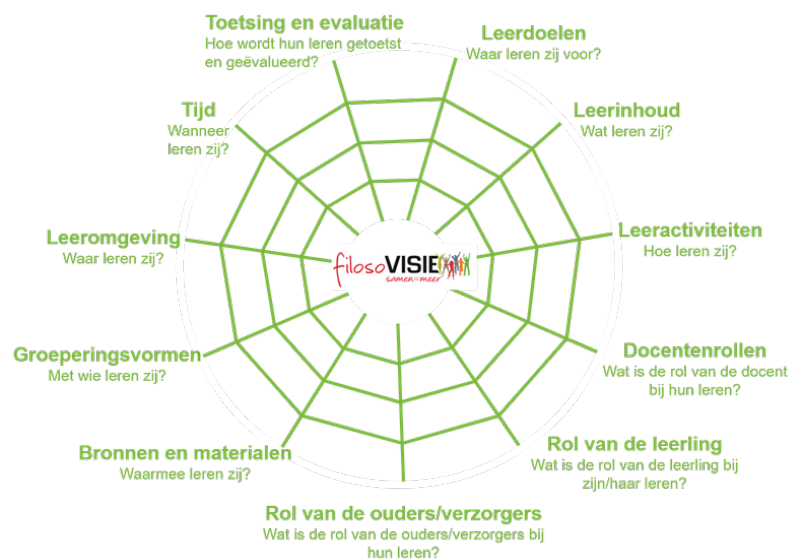 Toetsing en evaluatie
Hoe wordt hun leren getoetst
en geëvalueerd?
Leerdoelen
Waar leren zij voor?
Tijd
Wanneer
leren zij?
Leerinhoud
Wat leren zij?
Leeromgeving
Waar leren zij?
Leeractiviteiten
Hoe leren zij?
filosoVISIE
samen=meer
Groeperingsvormen
Met wie leren zij?
Docentenrollen
Wat is de rol van de docent
bij hun leren?
Bronnen en materialen
Waarmee leren zij?
Rol van de leerling
Wat is de rol van de leerling bij
zijn/haar leren?
Rol van de ouders/verzorgers
Wat is de rol van de ouders/verzorgers bij
hun leren?